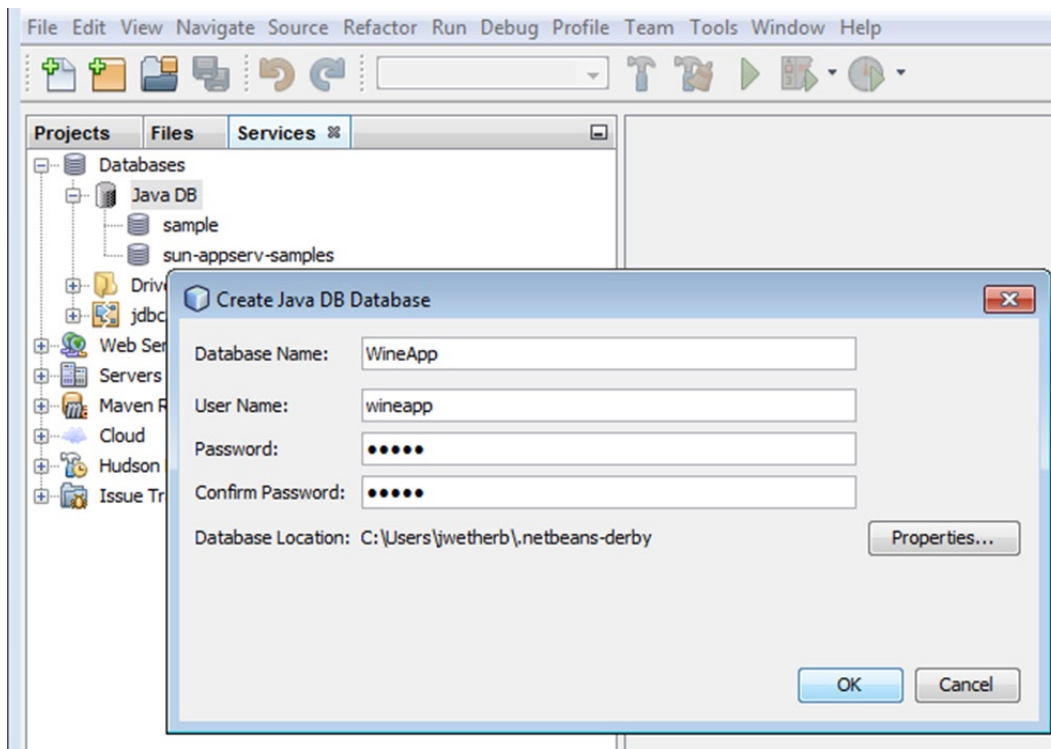 File Edit View Navigate Source Refactor Run Debug Profile Team Tools Window Help
Projects Files Services
Databases
Java DB
sample
sun-appserv-samples
Create Java DB Database
jdbc
Web Ser
Servers
Maven R
Cloud
Hudson
Issue Tr
Database Name: WineApp
User Name: wineapp
Password: •••••
Confirm Password: •••••
Database Location: C:\Users\jwetherb\.netbeans-derby
Properties...
OK Cancel